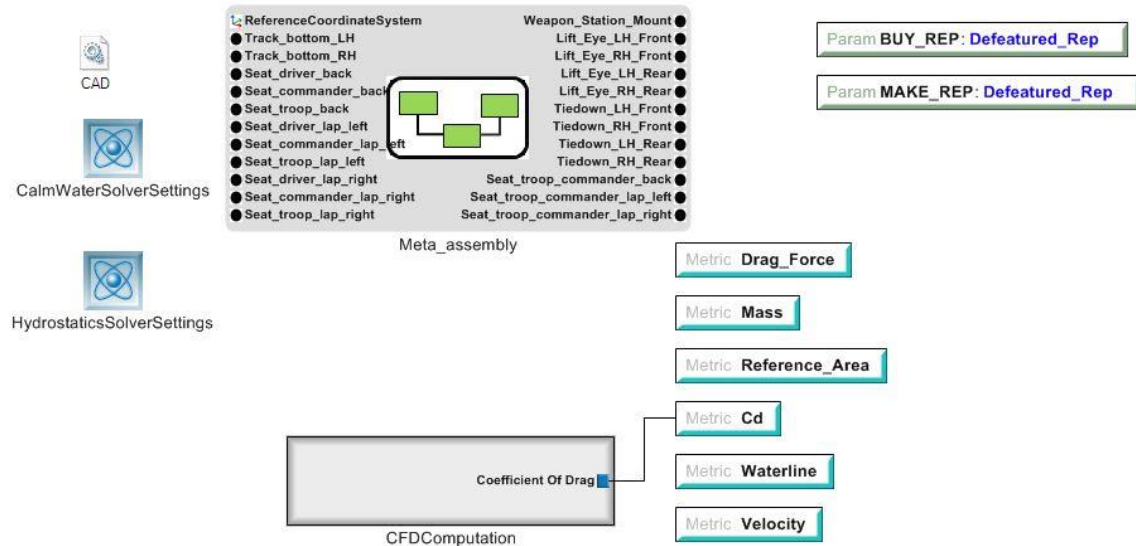 CAD
CalmWaterSolverSettings
HydrostaticsSolverSettings
ReferenceCoordinateSystem
Track_bottom_LH
Track_bottom_RH
Seat_driver_back
Seat_commander_back
Seat_troop_back
Seat_driver_lap_left
Seat_commander_lap_left
Seat_troop_lap_left
Seat_driver_lap_right
Seat_commander_lap_right
Seat_troop_lap_right
Weapon_Station_Mount
Lift_Eye_LH_Front
Lift_Eye_RH_Front
Lift_Eye_LH_Rear
Lift_Eye_RH_Rear
Tiedown_LH_Front
Tiedown_RH_Front
Tiedown_LH_Rear
Tiedown_RH_Rear
Seat_troop_commander_back
Seat_troop_commander_lap_left
Seat_troop_commander_lap_right
Meta_assembly
Param BUY_REP: Defeatured_Rep
Param MAKE_REP: Defeatured_Rep
Metric Drag_Force
Metric Mass
Metric Reference_Area
Metric Cd
Metric Waterline
Metric Velocity
Coefficient Of Drag
CFDComputation